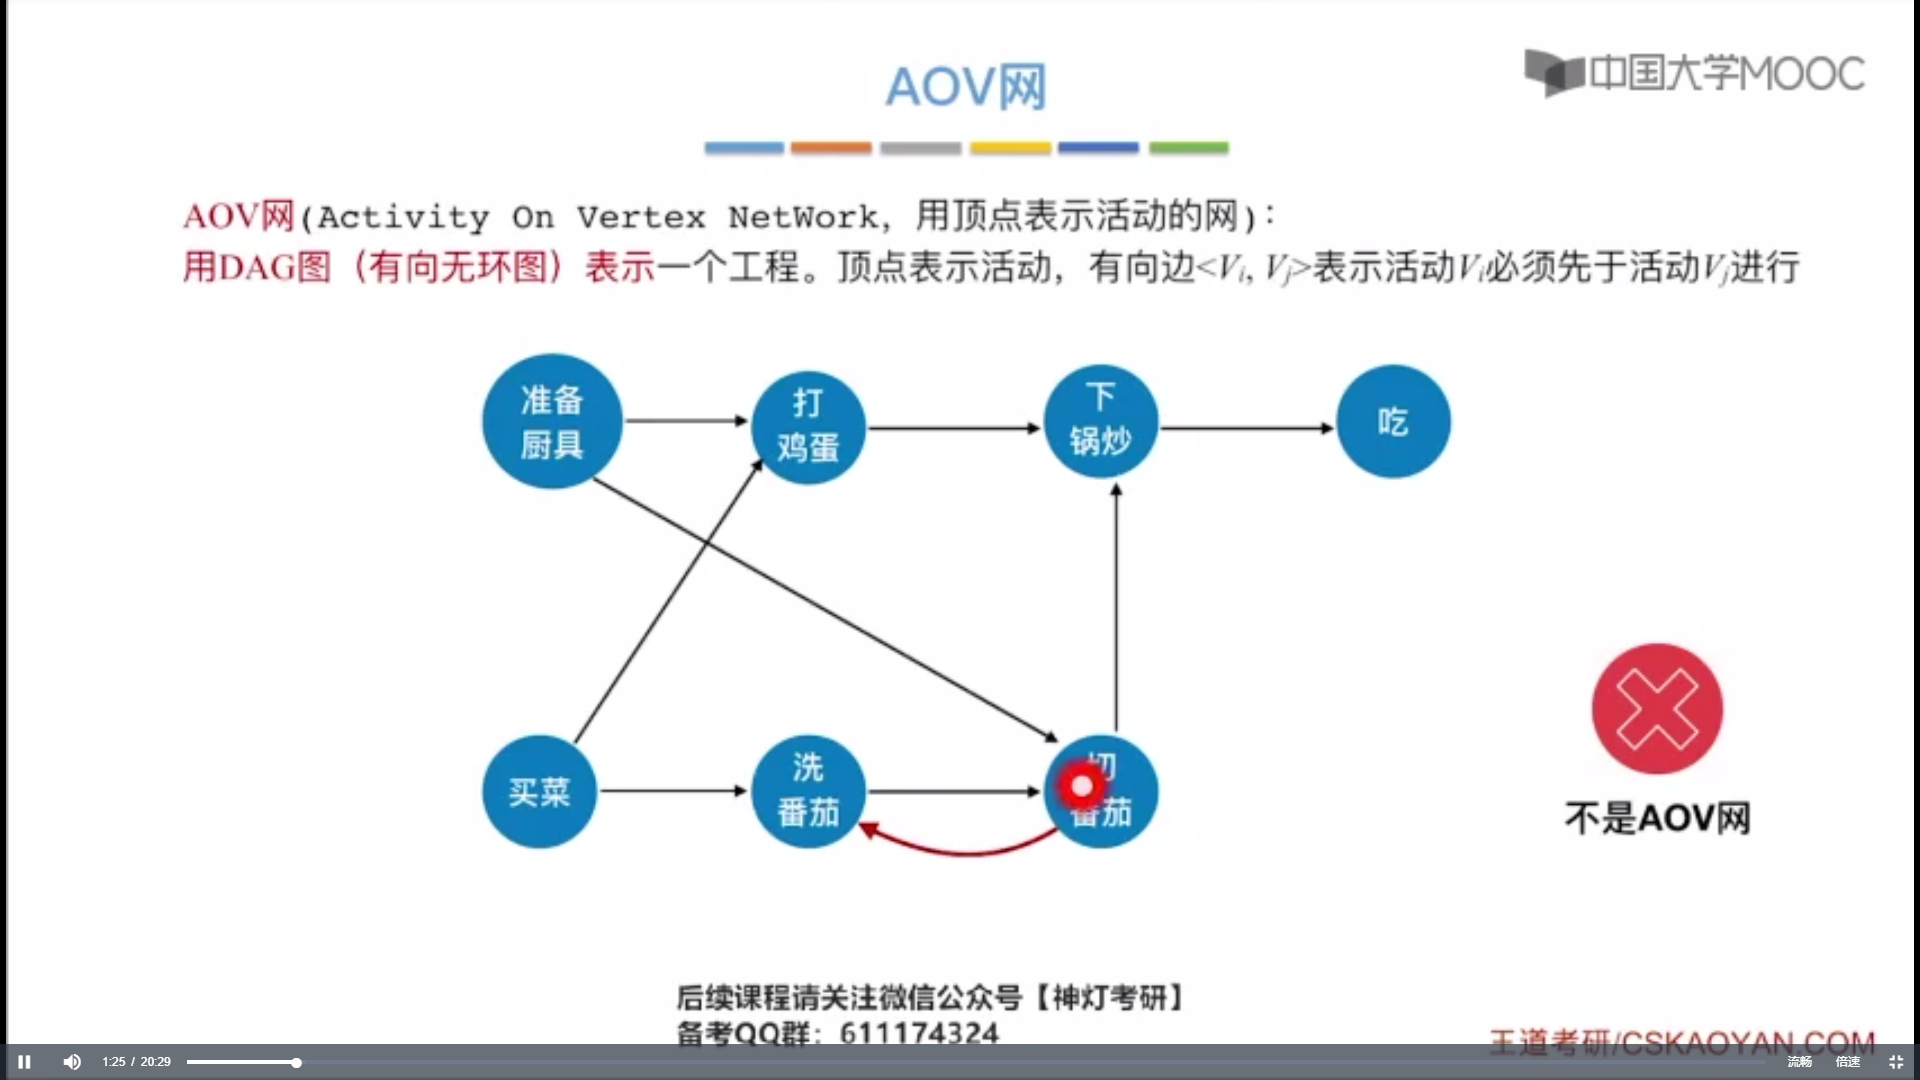 中国大学MOOC
AOV网
AOV网(Activity On Vertex NetWork，用顶点表示活动的网)：
用DAG图（有向无环图）表示一个工程。顶点表示活动，有向边<Vi, Vj>表示活动Vi必须先于活动Vj进行
准备
厨具
打
鸡蛋
下
锅炒
吃
买菜
洗
番茄
切
番茄
不是AOV网
后续课程请关注微信公众号【神灯考研】
备考QQ群：611174324
王道考研/CSKAOYAN.COM
1:25 / 20:29
流畅
倍速